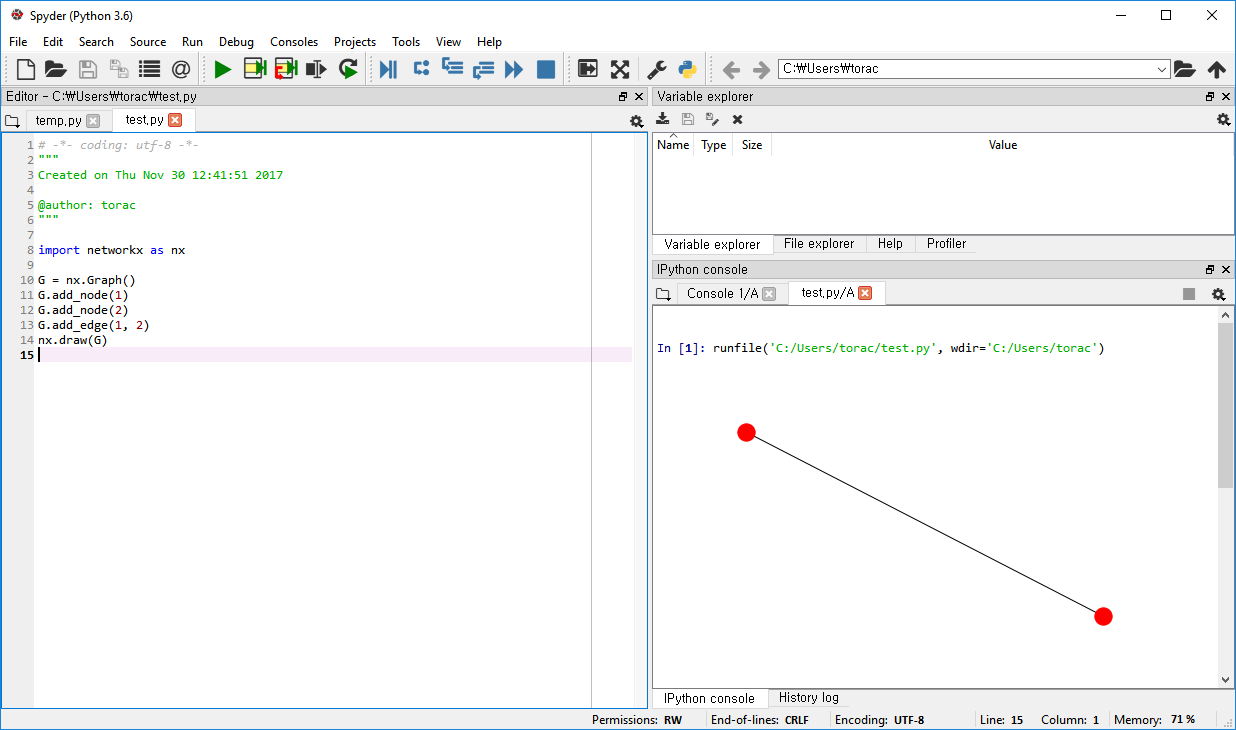 Spyder (Python 3.6)
File Edit Search Source Run Debug Consoles Projects Tools View Help
C:₩Users₩torac
Editor - C:₩Users₩torac₩test.py
temp.py test.py
1 # -*- coding: utf-8 -*-
2 """
3 Created on Thu Nov 30 12:41:51 2017
4
5 @author: torac
6 """
7
8 import networkx as nx
9
10 G = nx.Graph()
11 G.add_node(1)
12 G.add_node(2)
13 G.add_edge(1, 2)
14 nx.draw(G)
15
Variable explorer
Name Type Size Value
Variable explorer File explorer Help Profiler
IPython console
Console 1/A test.py/A
In [1]: runfile('C:/Users/torac/test.py', wdir='C:/Users/torac')
IPython console History log
Permissions: RW End-of-lines: CRLF Encoding: UTF-8 Line: 15 Column: 1 Memory: 71 %